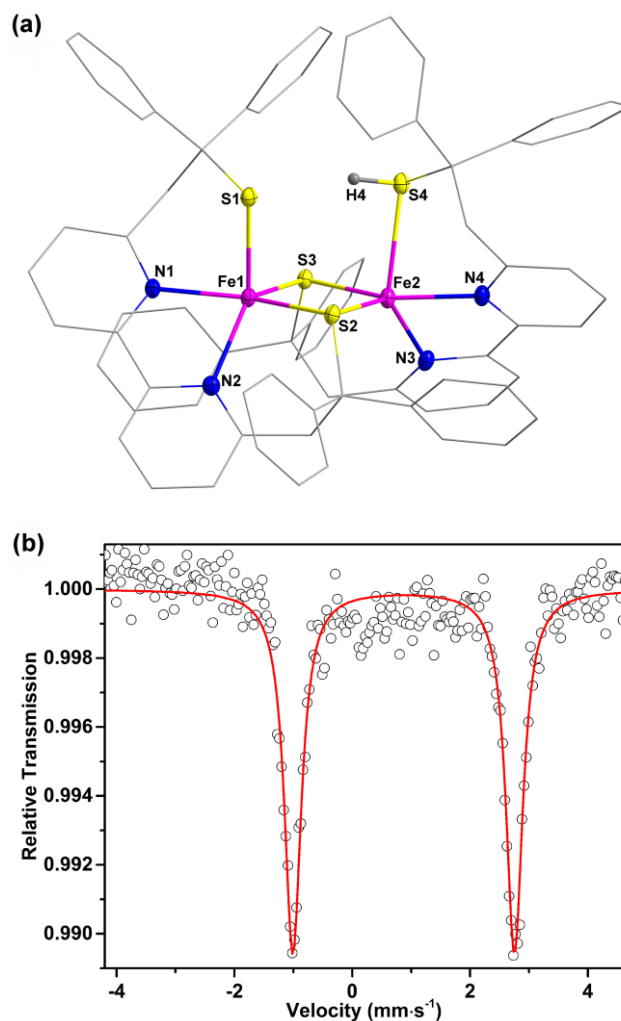 (a)
S1
H4
S4
N1
Fe1
S3
Fe2
N4
S2
N3
N2
(b)
1.000
0.998
0.996
0.994
0.992
0.990
Relative Transmission
-4 -2 0 2 4
Velocity (mm·s⁻¹)